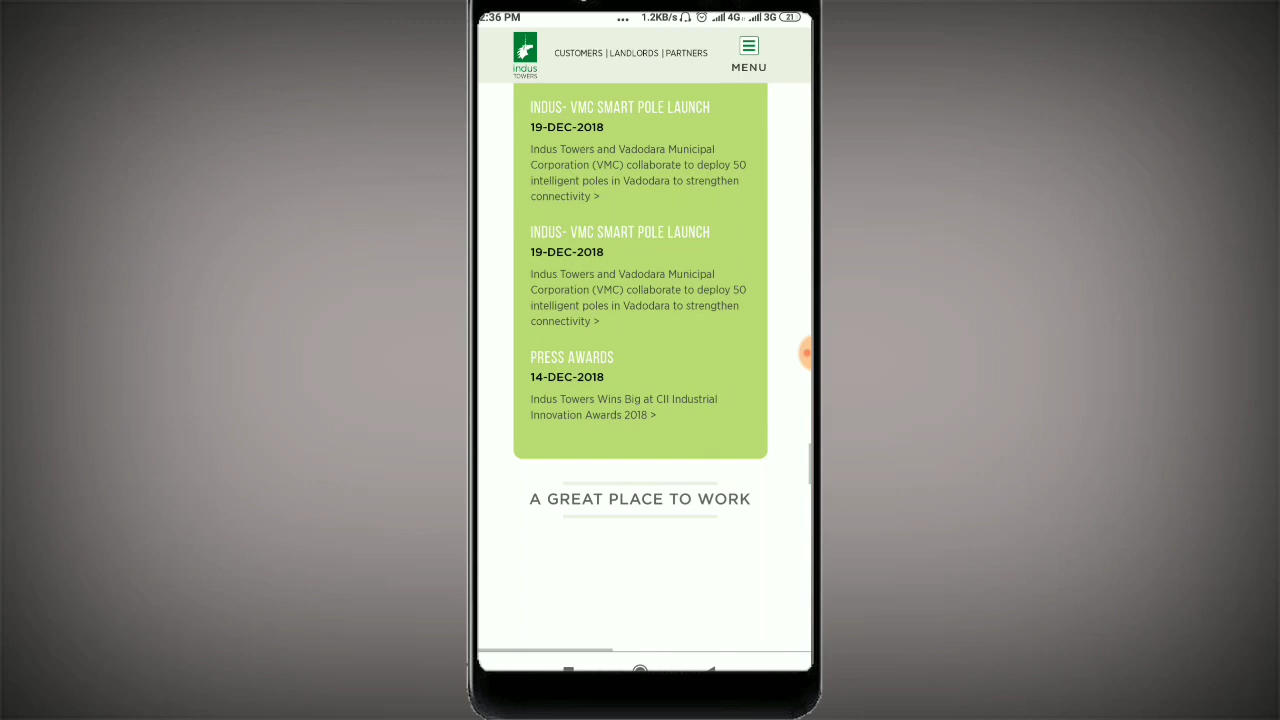 2:36 PM ... 1.2KB/s 4G 3G 21
indus
TOWERS
CUSTOMERS | LANDLORDS | PARTNERS
MENU
INDUS- VMC SMART POLE LAUNCH
19-DEC-2018
Indus Towers and Vadodara Municipal
Corporation (VMC) collaborate to deploy 50
intelligent poles in Vadodara to strengthen
connectivity >
INDUS- VMC SMART POLE LAUNCH
19-DEC-2018
Indus Towers and Vadodara Municipal
Corporation (VMC) collaborate to deploy 50
intelligent poles in Vadodara to strengthen
connectivity >
PRESS AWARDS
14-DEC-2018
Indus Towers Wins Big at CII Industrial
Innovation Awards 2018 >
A GREAT PLACE TO WORK